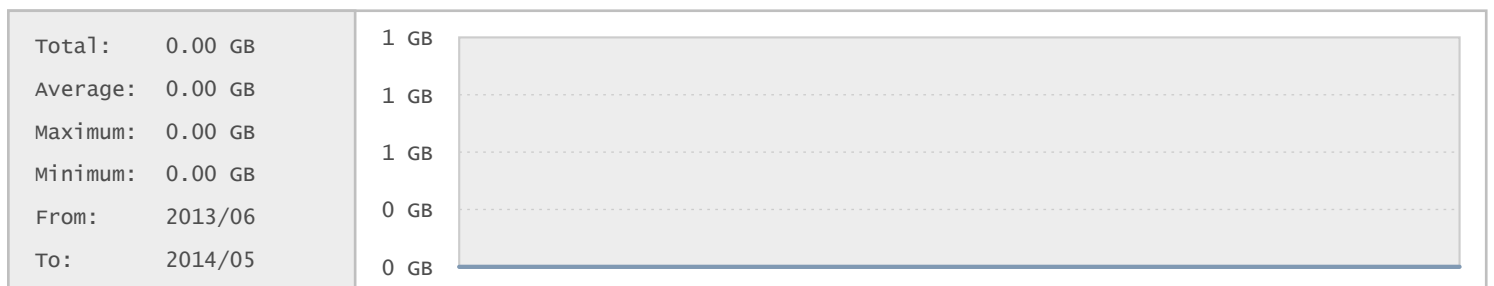 Total: 0.00 GB
Average: 0.00 GB
Maximum: 0.00 GB
Minimum: 0.00 GB
From: 2013/06
To: 2014/05
1 GB
1 GB
1 GB
0 GB
0 GB